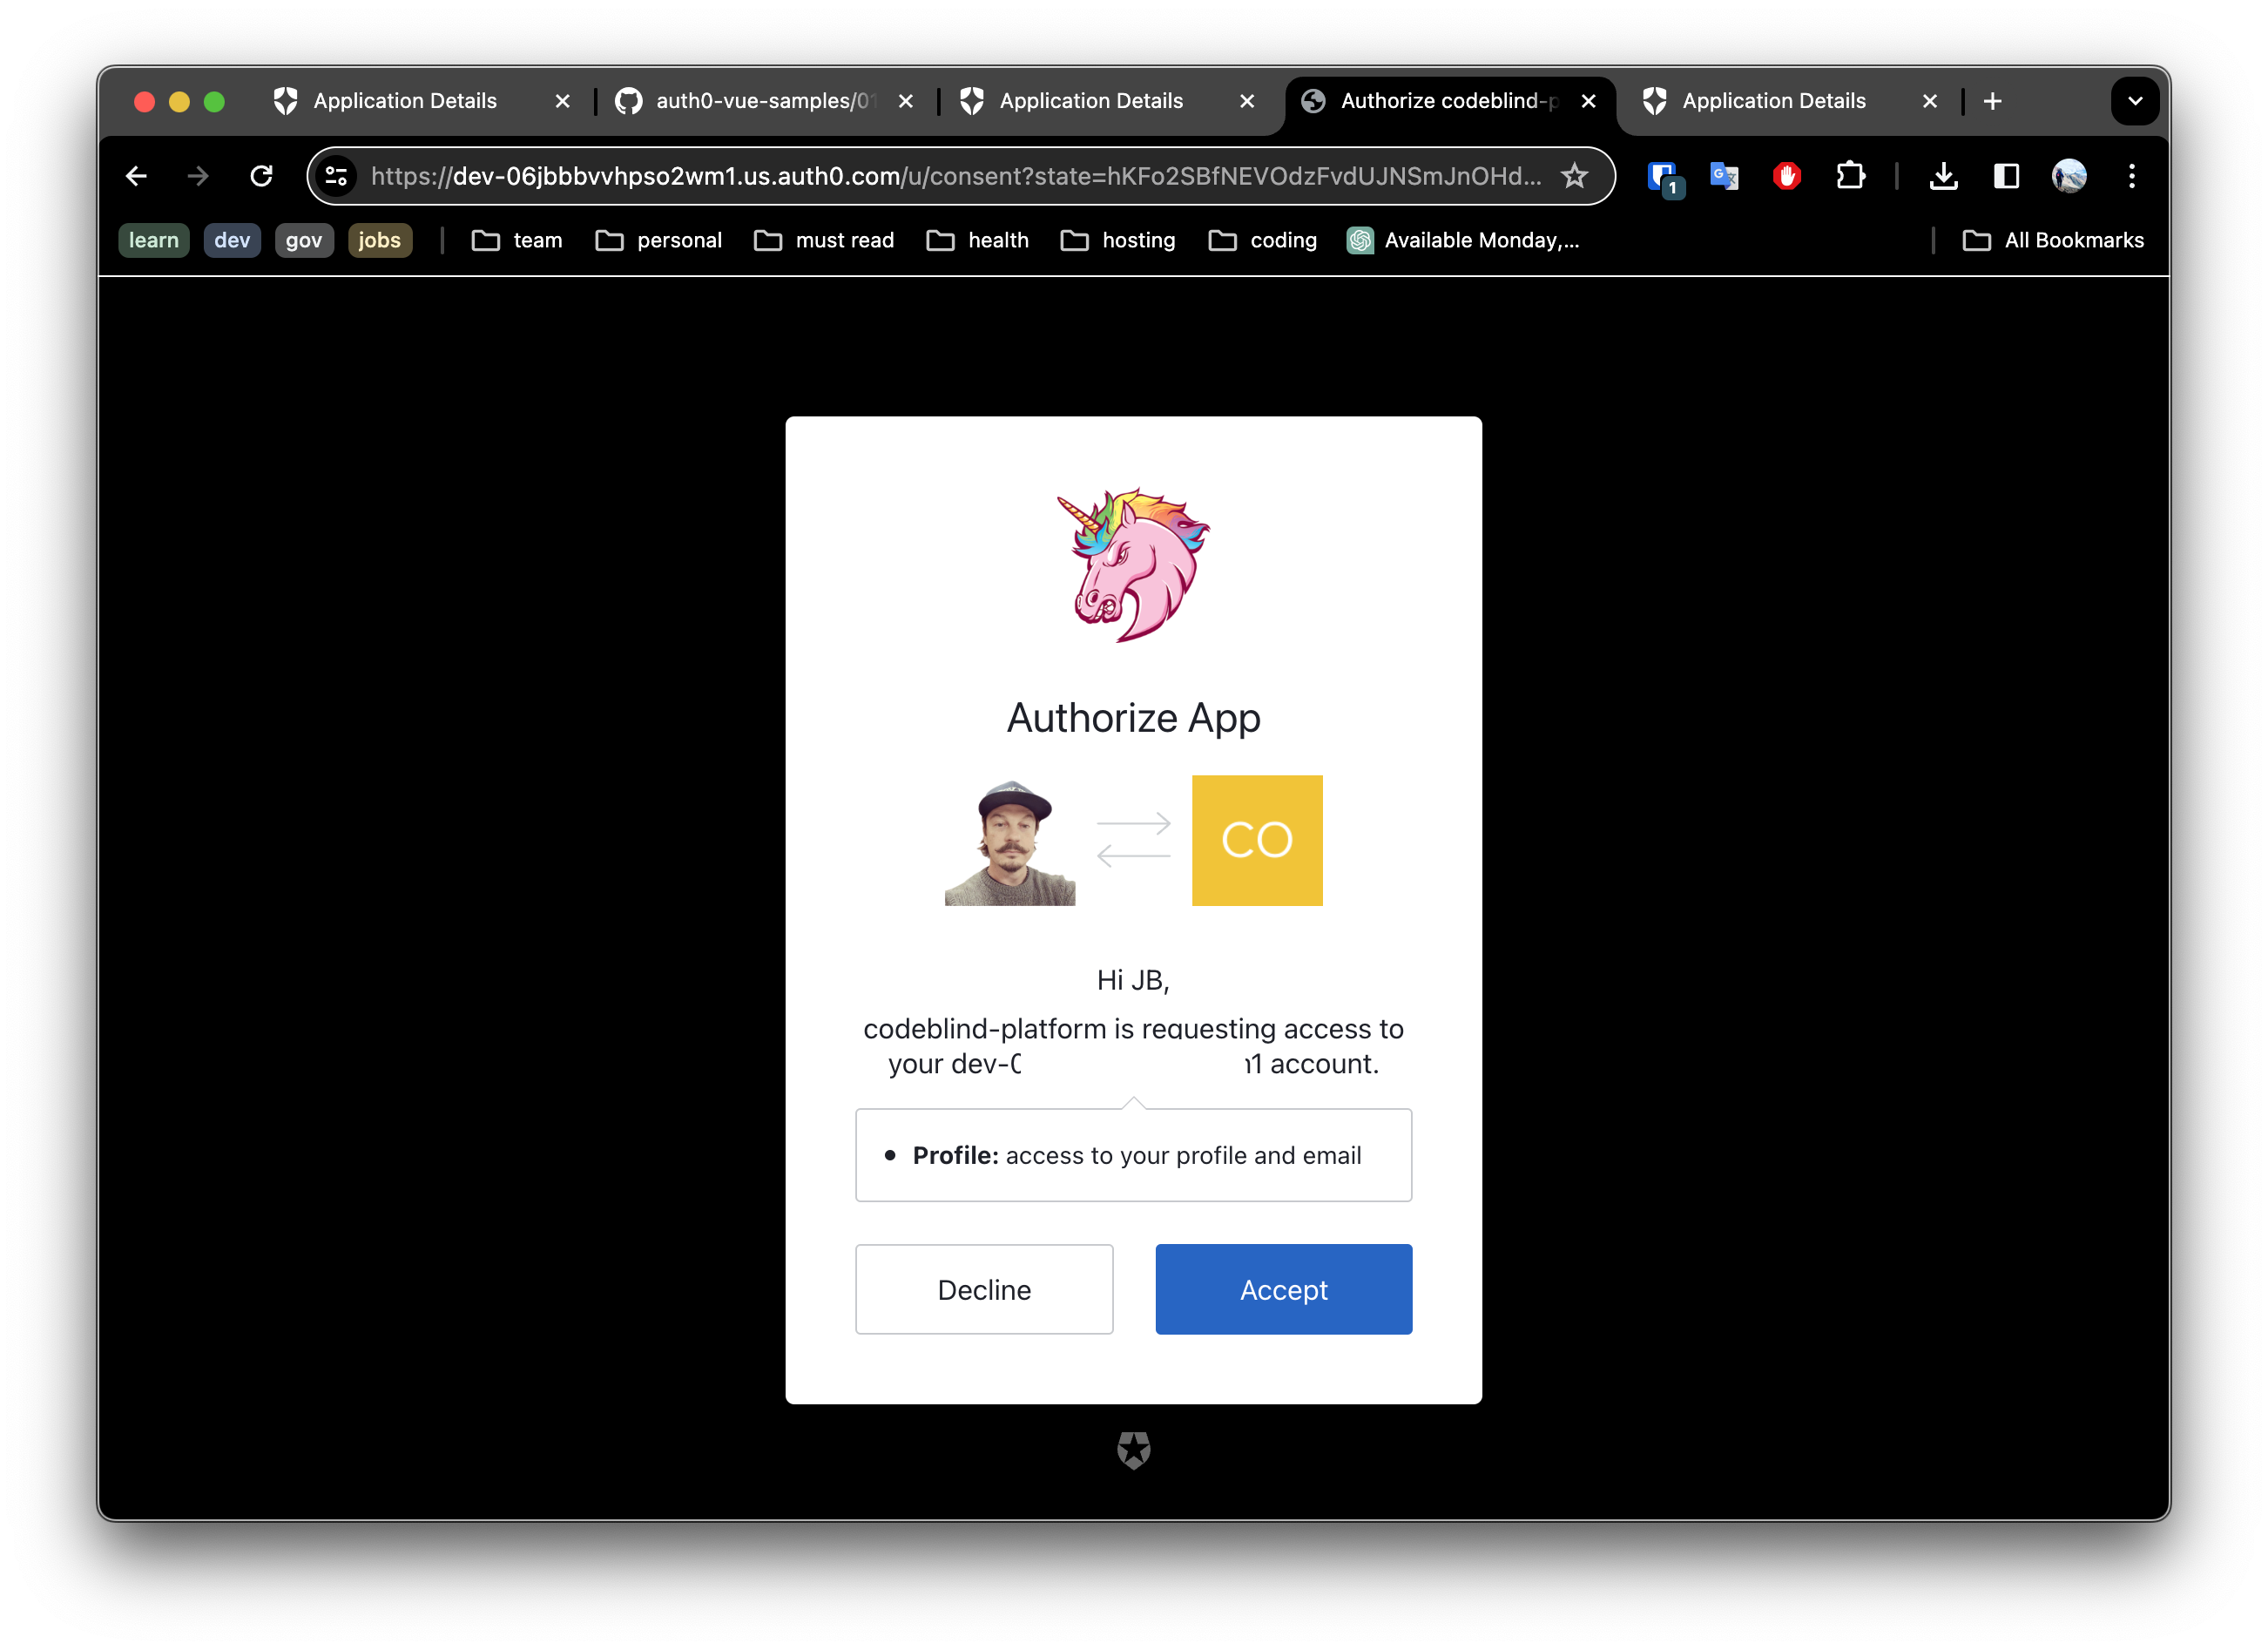 Application Details
auth0-vue-samples/01
Application Details
Authorize codeblind-p
Application Details
https://dev-06jbbbvvhpso2wm1.us.auth0.com/u/consent?state=hKFo2SBfNEVOdzFvdUJNSmJnOHd...
1
learn
dev
gov
jobs
team
personal
must read
health
hosting
coding
Available Monday,...
All Bookmarks
Authorize App
CO
Hi JB,
codeblind-platform is requesting access to
your dev-0 m1 account.
Profile: access to your profile and email
Decline
Accept